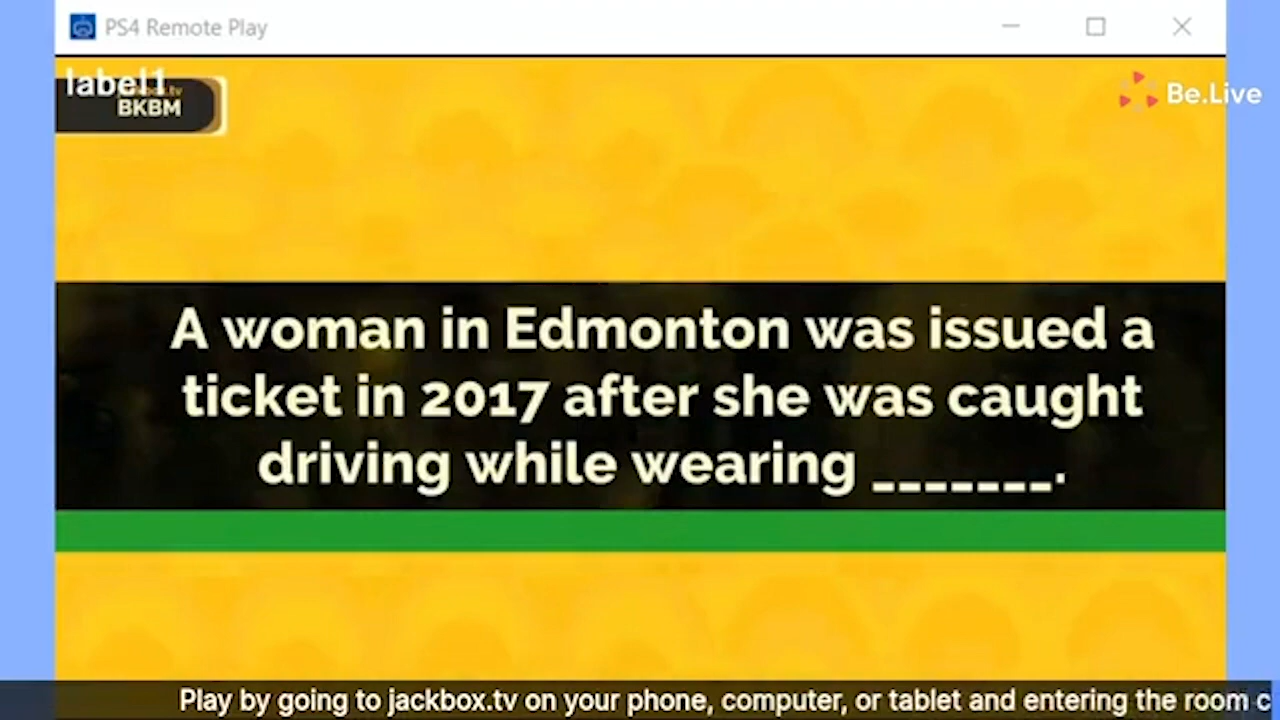 PS4 Remote Play
label1
BKBM
Be.Live
A woman in Edmonton was issued a
ticket in 2017 after she was caught
driving while wearing _______.
Play by going to jackbox.tv on your phone, computer, or tablet and entering the room c